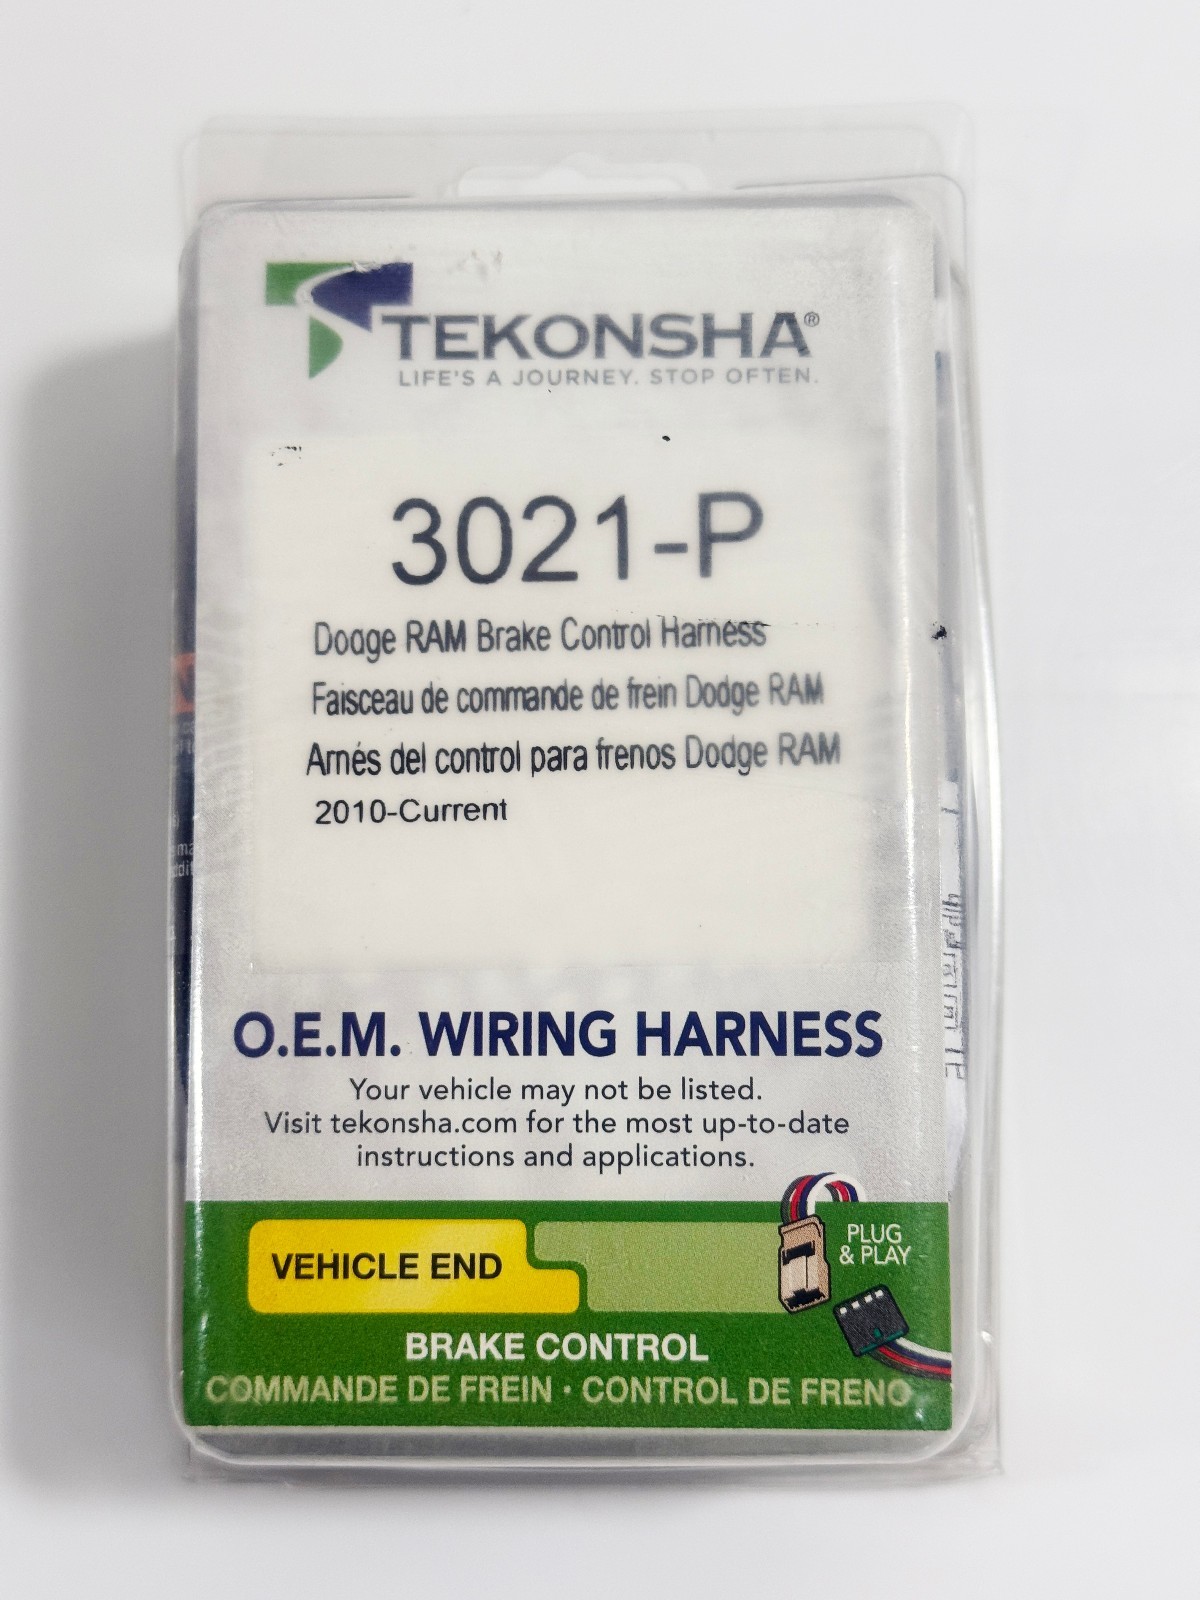 TEKONSHA®
LIFE'S A JOURNEY. STOP OFTEN.
3021-P
Dodge RAM Brake Control Harness
Faisceau de commande de frein Dodge RAM
Arnés del control para frenos Dodge RAM
2010-Current
O.E.M. WIRING HARNESS
Your vehicle may not be listed.
Visit tekonsha.com for the most up-to-date
instructions and applications.
PLUG
& PLAY
VEHICLE END
BRAKE CONTROL
COMMANDE DE FREIN · CONTROL DE FRENO